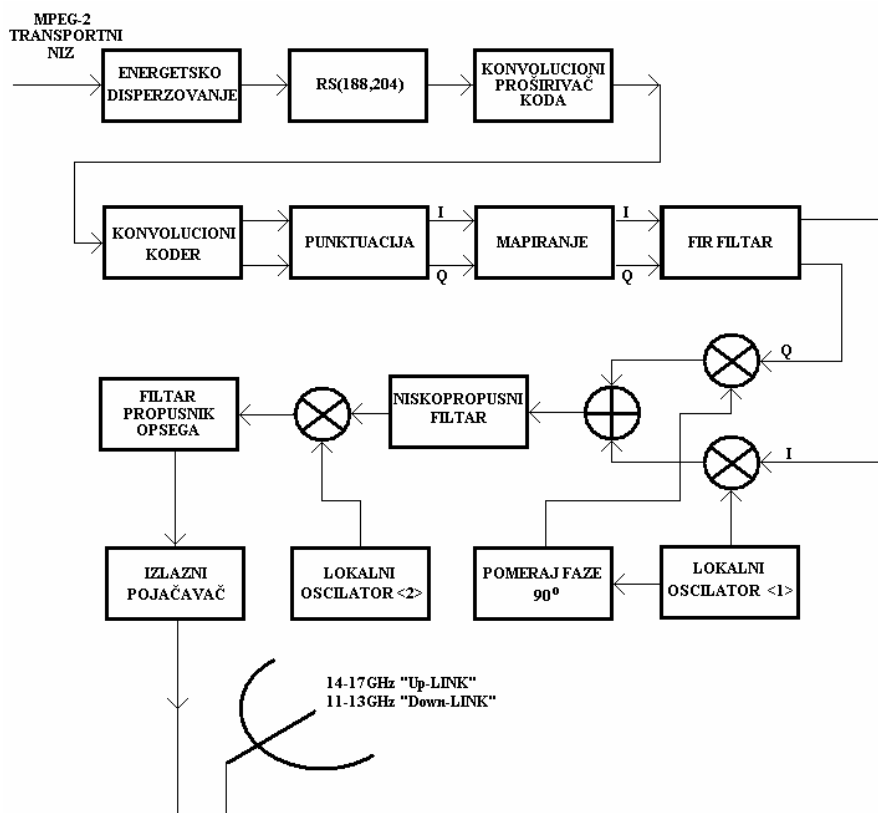 MPEG-2
TRANSPORTNI
NIZ
ENERGETSKO
DISPERZOVANJE
RS(188,204)
KONVOLUCIONI
PROŠIRIVAČ
KODA
KONVOLUCIONI
KODER
PUNKTUACIJA
I
Q
MAPIRANJE
I
Q
FIR FILTAR
Q
I
FILTAR
PROPUSNIK
OPSEGA
NISKOPROPUSNI
FILTAR
IZLAZNI
POJAČAVAČ
LOKALNI
OSCILATOR <2>
POMERAJ FAZE
90⁰
LOKALNI
OSCILATOR <1>
14-17GHz "Up-LINK"
11-13GHz "Down-LINK"